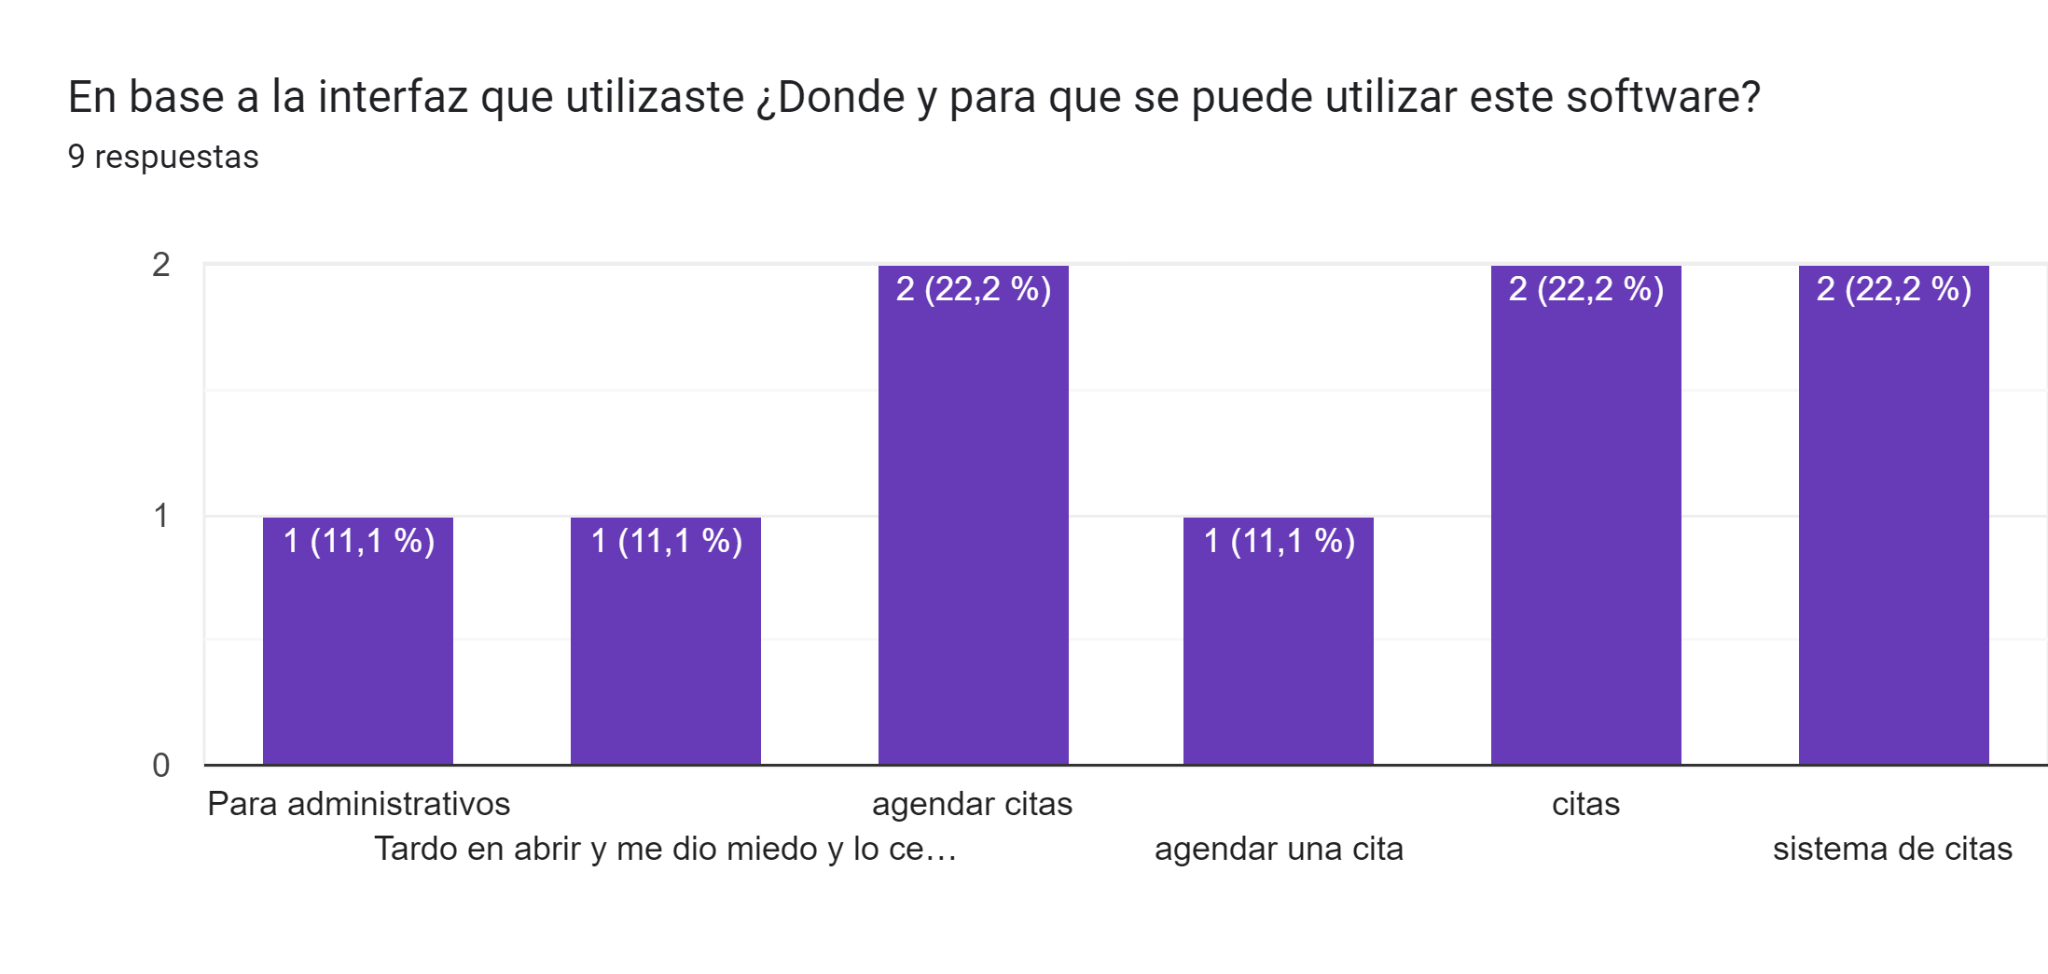 En base a la interfaz que utilizaste ¿Donde y para que se puede utilizar este software?
9 respuestas
2
1
0
1 (11,1 %)
1 (11,1 %)
2 (22,2 %)
1 (11,1 %)
2 (22,2 %)
2 (22,2 %)
Para administrativos
Tardo en abrir y me dio miedo y lo ce…
agendar citas
agendar una cita
citas
sistema de citas